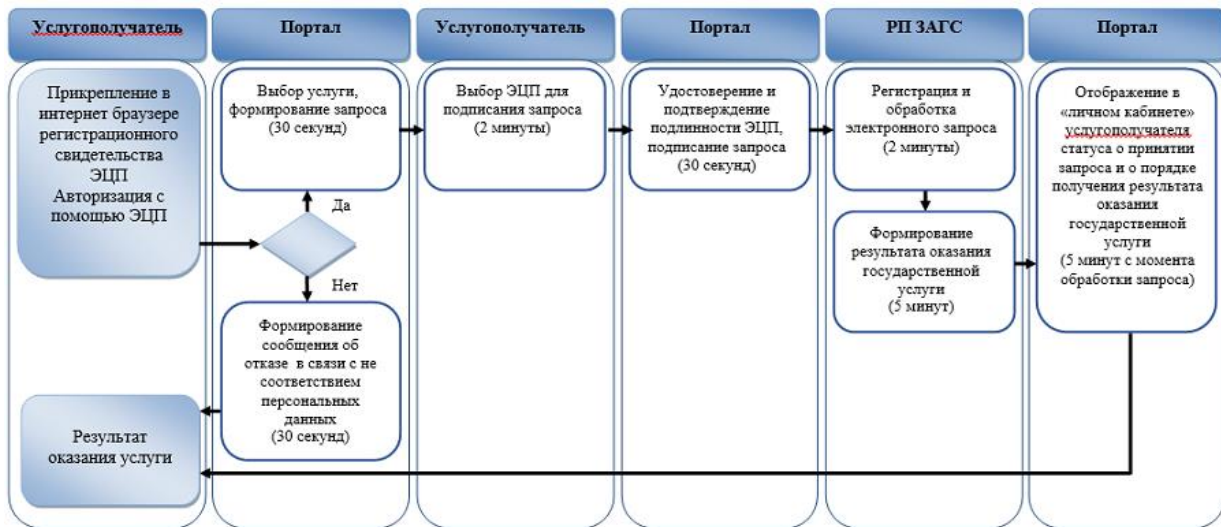 Услугополучатель
Портал
Услугополучатель
Портал
РП ЗАГС
Портал
Прикрепление в
интернет браузере
регистрационного
свидетельства
ЭЦП
Авторизация с
помощью ЭЦП
Выбор услуги,
формирование запроса
(30 секунд)
Да
Нет
Формирование
сообщения об
отказе в связи с не
соответствием
персональных
данных
(30 секунд)
Выбор ЭЦП для
подписания запроса
(2 минуты)
Удостоверение и
подтверждение
подлинности ЭЦП,
подписание запроса
(30 секунд)
Регистрация и
обработка
электронного запроса
(2 минуты)
Формирование
результата оказания
государственной
услуги
(5 минут)
Отображение в
«личном кабинете»
услугополучателя
статуса о принятии
запроса и о порядке
получения результата
оказания
государственной
услуги
(5 минут с момента
обработки запроса)
Результат
оказания услуги